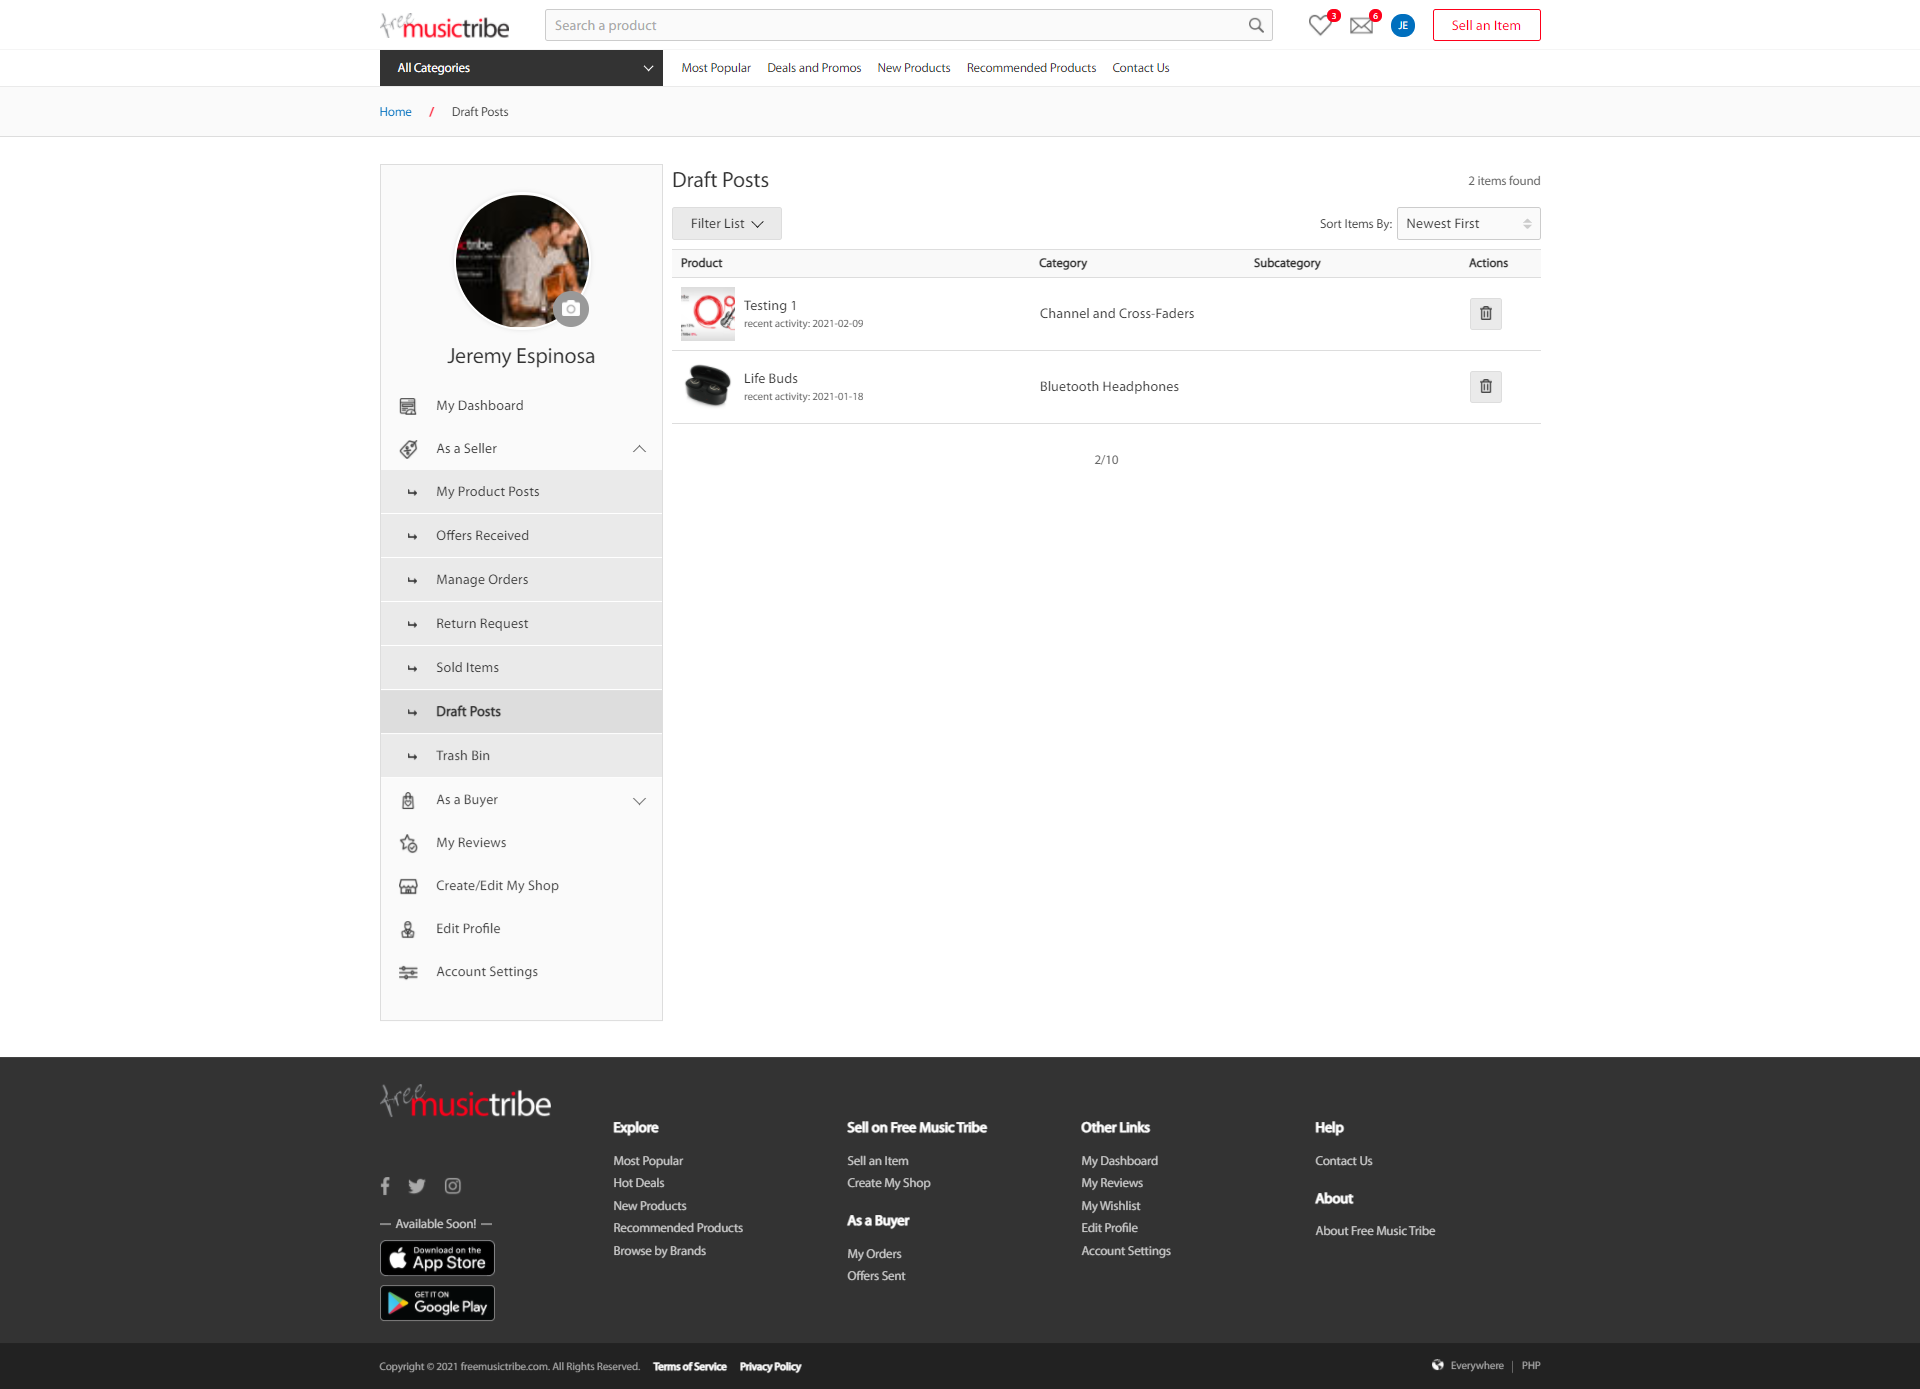 free musictribe
Search a product
3
6
JE
Sell an Item
All Categories
Most Popular
Deals and Promos
New Products
Recommended Products
Contact Us
Home / Draft Posts
Jeremy Espinosa
My Dashboard
As a Seller
My Product Posts
Offers Received
Manage Orders
Return Request
Sold Items
Draft Posts
Trash Bin
As a Buyer
My Reviews
Create/Edit My Shop
Edit Profile
Account Settings
Draft Posts
2 items found
Filter List
Sort Items By: Newest First
Product Category Subcategory Actions
Testing 1
recent activity: 2021-02-09
Channel and Cross-Faders
Life Buds
recent activity: 2021-01-18
Bluetooth Headphones
2/10
free musictribe
Available Soon!
Download on the
App Store
GET IT ON
Google Play
Explore
Most Popular
Hot Deals
New Products
Recommended Products
Browse by Brands
Sell on Free Music Tribe
Sell an Item
Create My Shop
As a Buyer
My Orders
Offers Sent
Other Links
My Dashboard
My Reviews
My Wishlist
Edit Profile
Account Settings
Help
Contact Us
About
About Free Music Tribe
Copyright © 2021 freemusictribe.com. All Rights Reserved. Terms of Service Privacy Policy
Everywhere | PHP